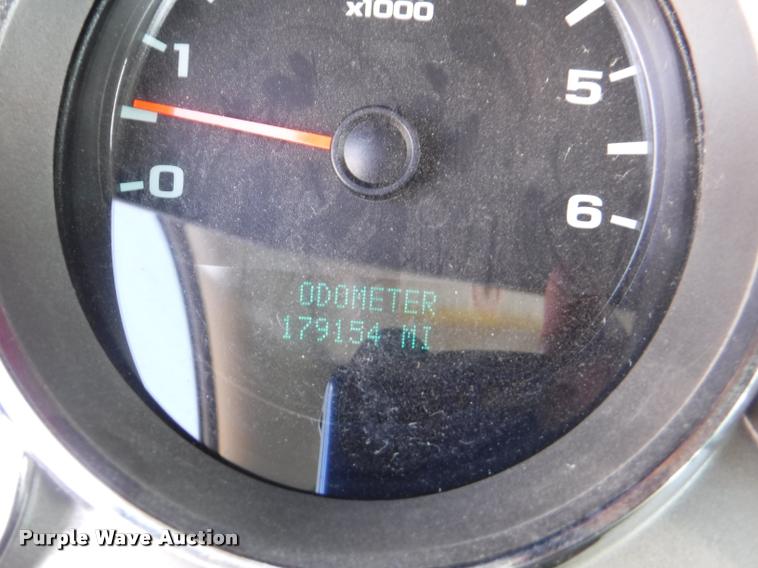 x1000
1
5
0
6
ODOMETER
179154 MI
Purple Wave Auction®